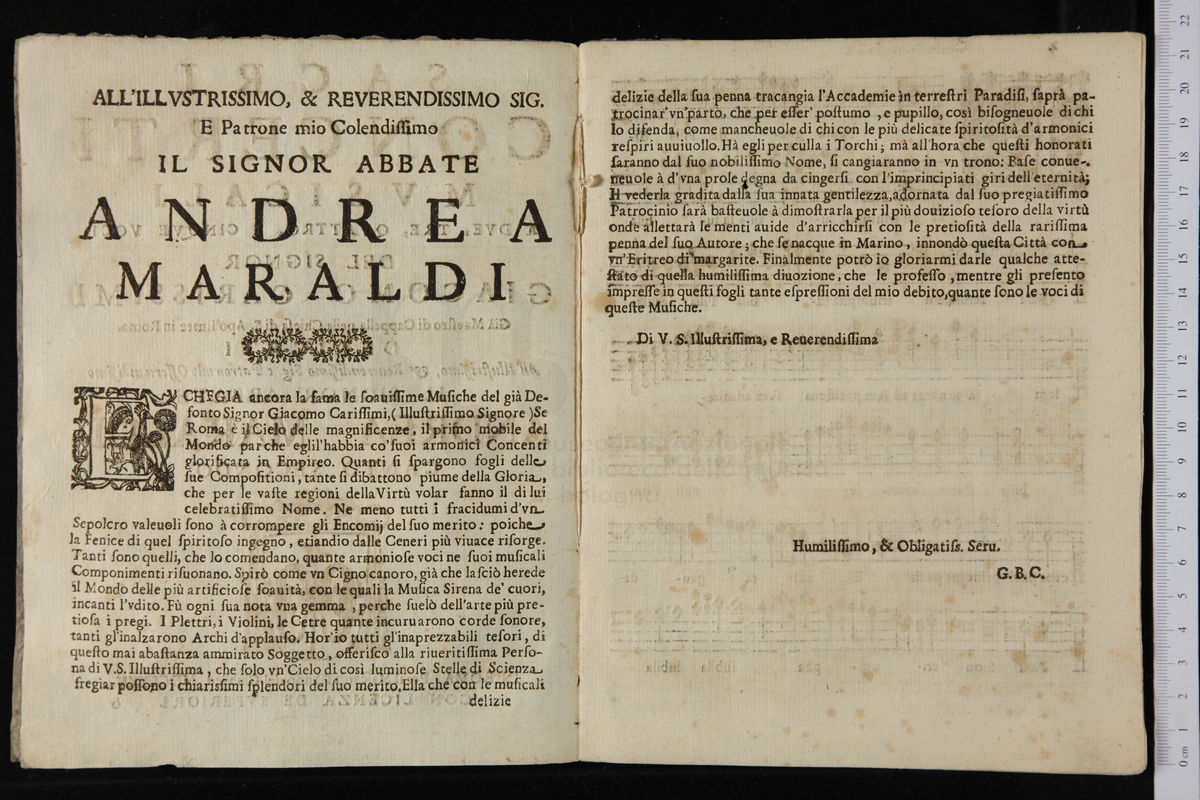 ALL'ILLVSTRISSIMO, & REVERENDISSIMO SIG.
E Patrone mio Colendiſſimo
IL SIGNOR ABBATE
ANDREA
MARALDI
ECHEGIA ancora la fama le ſoauiſſime Muſiche del già De-
fonto Signor Giacomo Cariſſimi, ( Illuſtriſſimo Signore ) Se
Roma è il Cielo delle magnificenze, il primo mobile del
Mondo par che eglil'habbia co'ſuoi armonici Concenti
glorificata in Empireo. Quanti ſi ſpargono fogli delle
ſue Compoſitioni, tante ſi dibattono piume della Gloria,
che per le vaſte regioni della Virtù volar fanno il di lui
celebratiſſimo Nome. Ne meno tutti i fracidumi d'vn
Sepolcro valeuoli ſono à corrompere gli Encomij del ſuo merito: poiche
la Fenice di quel ſpiritoſo ingegno, etiandio dalle Ceneri più viuace riſorge.
Tanti ſono quelli, che lo comendano, quante armonioſe voci ne ſuoi muſicali
Componimenti riſuonano. Spirò come vn Cigno canoro, già che laſciò herede
il Mondo delle più artificioſe ſoauità, con le quali la Muſica Sirena de' cuori,
incanti l'vdito. Fù ogni ſua nota vna gemma, perche ſuelò dell'arte più pre-
tioſa i pregi. I Plettri, i Violini, le Cetre quante incuruarono corde ſonore,
tanti gl'inalzarono Archi d'applauſo. Hor'io tutti gl'inaprezzabili teſori, di
queſto mai abaſtanza ammirato Soggetto, offeriſco alla riueritiſſima Perſo-
na di V.S. Illuſtriſſima, che ſolo vn'Cielo di così luminoſe Stelle di Scienza
fregiar poſſono i chiariſſimi ſplendori del ſuo merito. Ella che con le muſicali
delizie
delizie della ſua penna tracangia l'Accademie in terreſtri Paradiſi, ſaprà pa-
trocinar'vn'parto, che per eſſer' poſtumo, e pupillo, così biſogneuole di chi
lo difenda, come mancheuole di chi con le più delicate ſpiritoſità d'armonici
reſpiri auuiuollo. Hà egli per culla i Torchi; mà all'hora che queſti honorati
ſaranno dal ſuo nobiliſſimo Nome, ſi cangiaranno in vn trono: Baſe conue-
neuole à d'vna prole degna da cingerſi con l'imprincipiati giri dell eternità;
Il vederla gradita dalla ſua innata gentilezza, adornata dal ſuo pregiatiſſimo
Patrocinio ſarà baſteuole à dimoſtrarla per il più douizioſo teſoro della virtù
onde allettarà le menti auide d'arricchirſi con le pretioſità della rariſſima
penna del ſuo Autore; che ſe nacque in Marino, innondò queſta Città con
vn'Eritreo di margarite. Finalmente potrò io gloriarmi darle qualche atte-
ſtato di quella humiliſſima diuozione, che le profeſſo, mentre gli preſento
impreſſe in queſti fogli tante eſpreſſioni del mio debito, quante ſono le voci di
queſte Muſiche.
Di V. S. Illuſtriſſima, e Reuerendiſſima
Humiliſſimo, & Obligatiſs. Seru.
G. B. C.